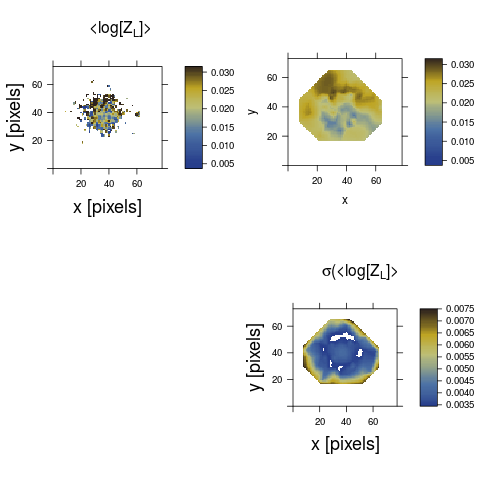 <log[Z_L]>
60
40
20
20 40 60
x [pixels]
y [pixels]
0.030
0.025
0.020
0.015
0.010
0.005
60
40
20
20 40 60
x
y
0.030
0.025
0.020
0.015
0.010
0.005
σ(<log[Z_L]>
60
40
20
20 40 60
x [pixels]
y [pixels]
0.0075
0.0070
0.0065
0.0060
0.0055
0.0050
0.0045
0.0040
0.0035